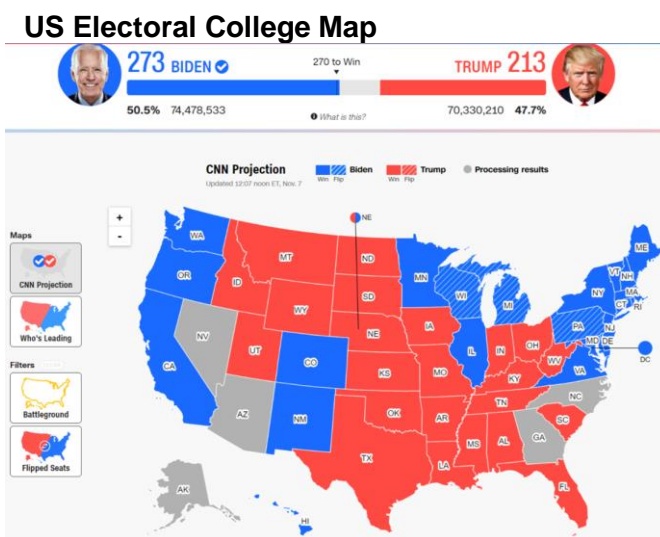 US Electoral College Map
273 BIDEN 270 to Win TRUMP 213
50.5% 74,478,533 What is this? 70,330,210 47.7%
CNN Projection Biden Trump Processing results
Updated 12:07 noon ET, Nov. 7 Win Flip Win Flip
Maps
CNN Projection
Who's Leading
Filters
Battleground
Flipped Seats
+
-
NE
WA
MT
ND
ME
OR
ID
MN
VT
NH
SD
WI
MI
NY
MA
WY
CT
RI
NE
IA
PA
NJ
NV
UT
IL
IN
OH
MD
DE
CA
CO
KS
MO
WV
VA
DC
KY
AZ
NM
OK
AR
TN
NC
SC
MS
AL
GA
TX
LA
AK
FL
HI